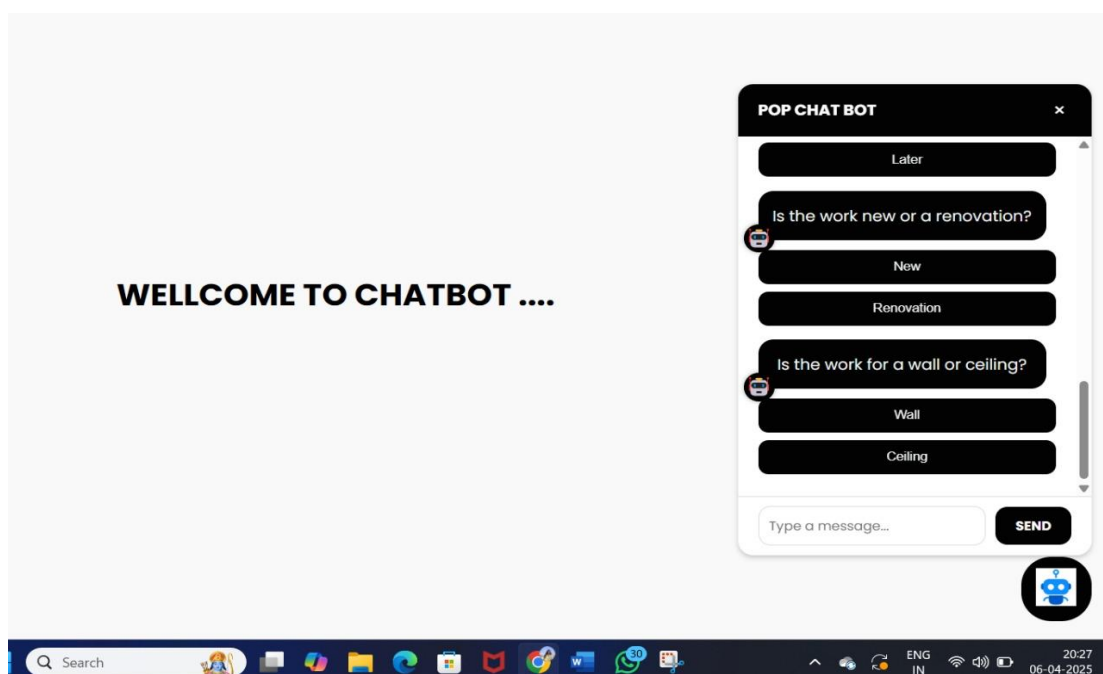 POP CHAT BOT ×
Later
Is the work new or a renovation?
New
Renovation
WELLCOME TO CHATBOT ....
Is the work for a wall or ceiling?
Wall
Ceiling
Type a message...
SEND
Search
30
ENG
IN
20:27
06-04-2025